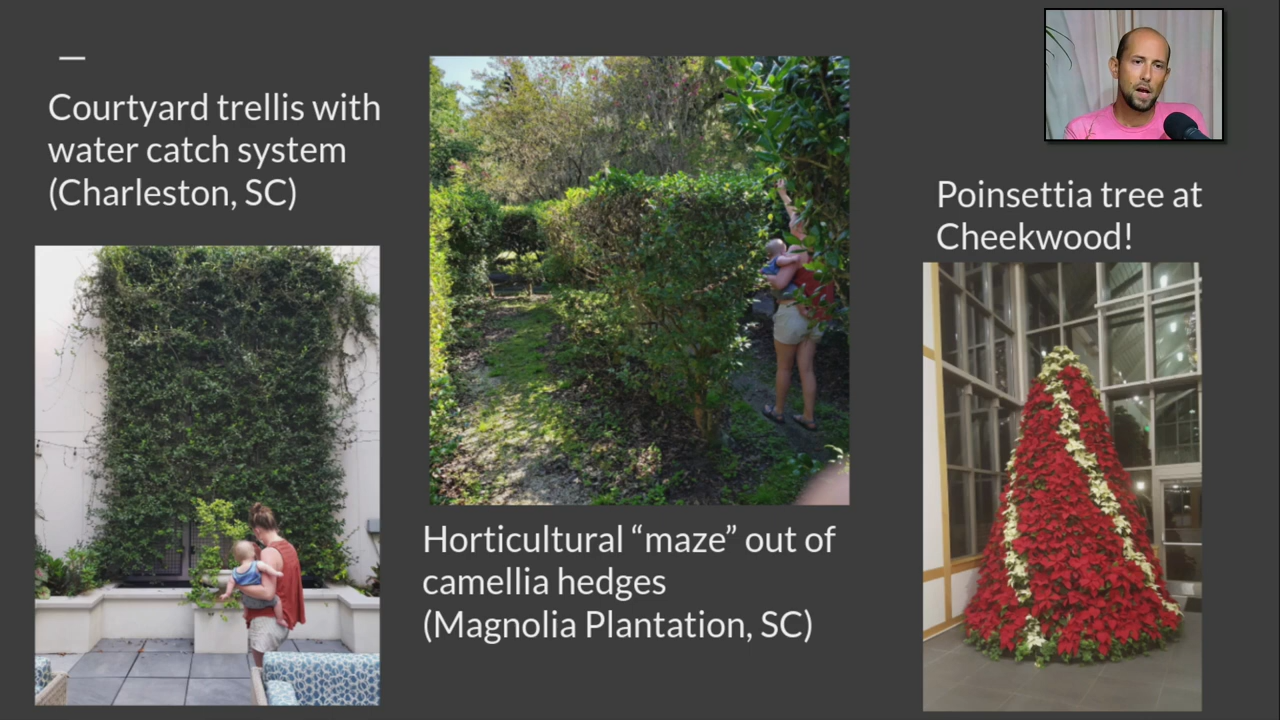 Courtyard trellis with
water catch system
(Charleston, SC)
Horticultural “maze” out of
camellia hedges
(Magnolia Plantation, SC)
Poinsettia tree at
Cheekwood!